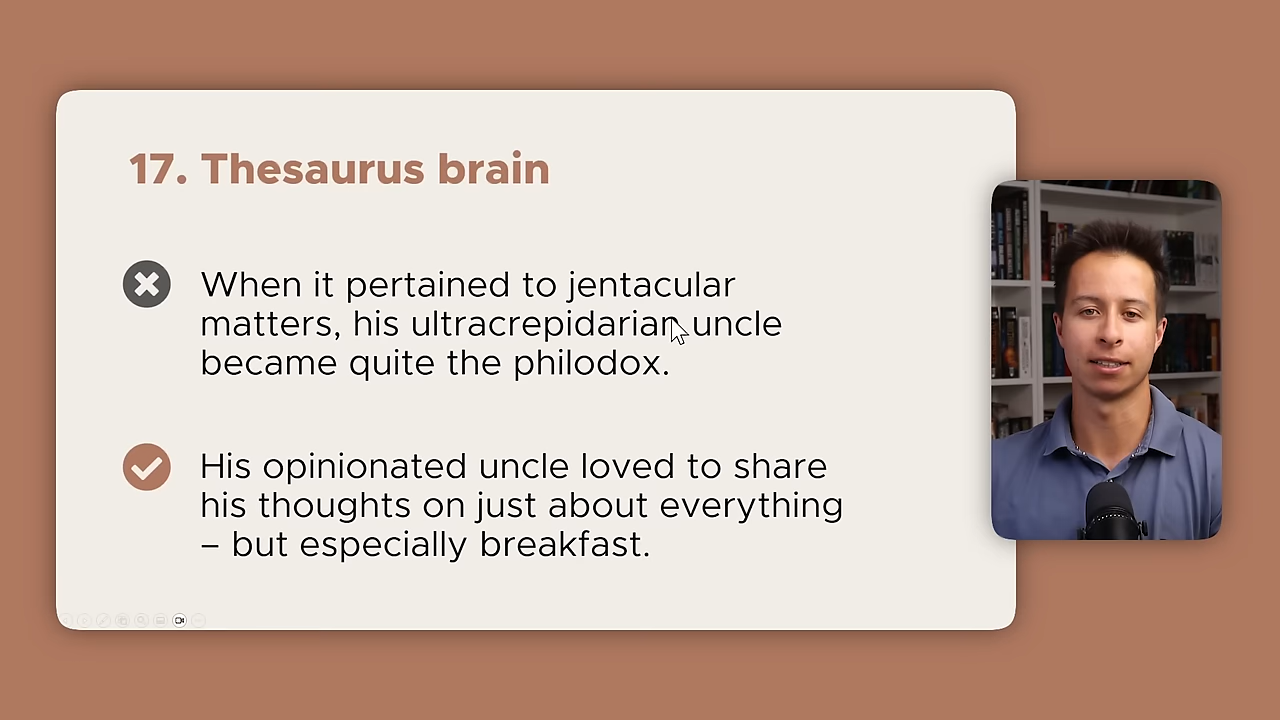 17. Thesaurus brain
When it pertained to jentacular
matters, his ultracrepidarian uncle
became quite the philodox.
His opinionated uncle loved to share
his thoughts on just about everything
– but especially breakfast.